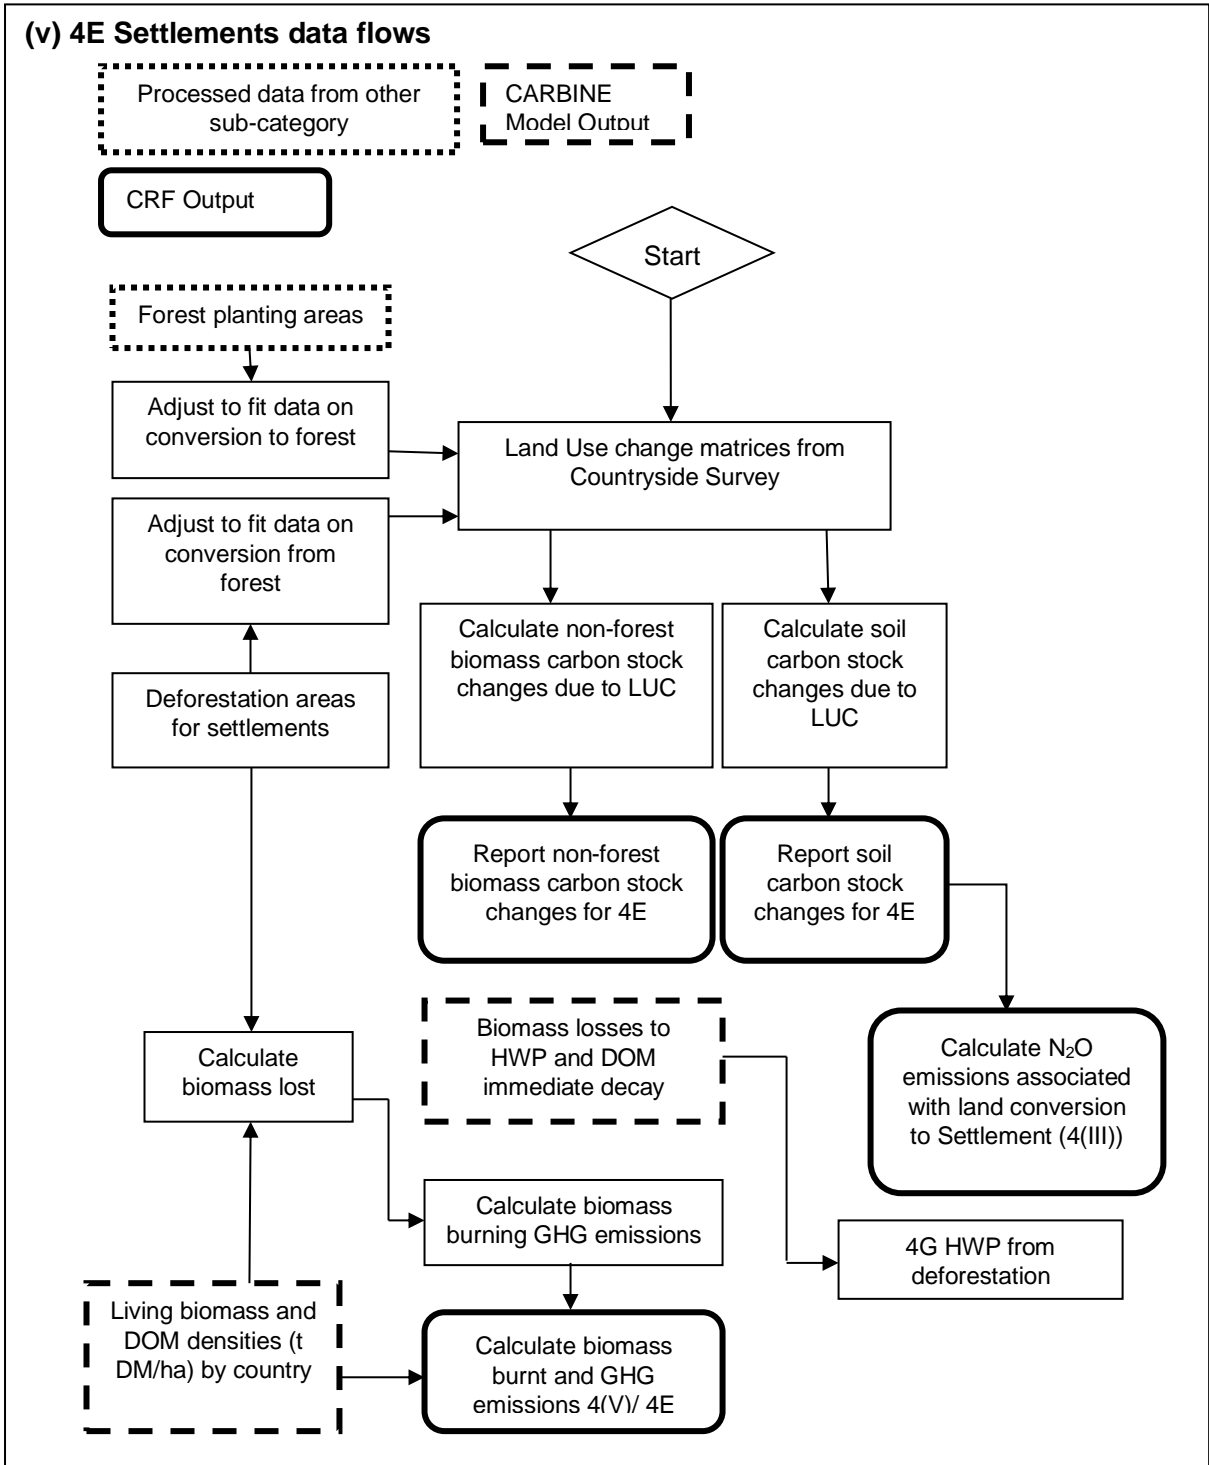 (v) 4E Settlements data flows
Processed data from other
sub-category
CARBINE
Model Output
CRF Output
Start
Forest planting areas
Adjust to fit data on
conversion to forest
Land Use change matrices from
Countryside Survey
Adjust to fit data on
conversion from
forest
Calculate non-forest
biomass carbon stock
changes due to LUC
Calculate soil
carbon stock
changes due to
LUC
Deforestation areas
for settlements
Report non-forest
biomass carbon stock
changes for 4E
Report soil
carbon stock
changes for 4E
Biomass losses to
HWP and DOM
immediate decay
Calculate N₂O
emissions associated
with land conversion
to Settlement (4(III))
Calculate
biomass lost
Calculate biomass
burning GHG emissions
4G HWP from
deforestation
Living biomass and
DOM densities (t
DM/ha) by country
Calculate biomass
burnt and GHG
emissions 4(V)/ 4E